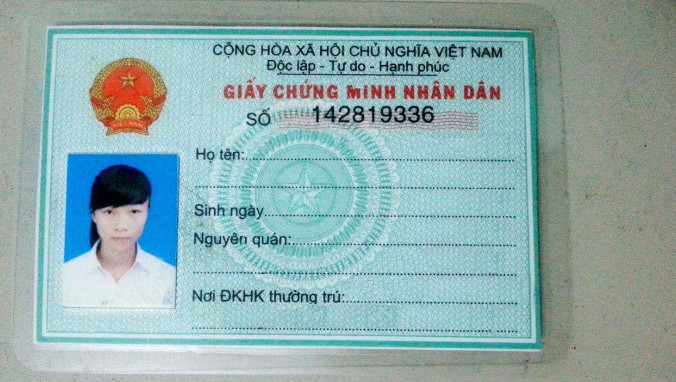 CỘNG HÒA XÃ HỘI CHỦ NGHĨA VIỆT NAM
Độc lập - Tự do - Hạnh phúc
GIẤY CHỨNG MINH NHÂN DÂN
SỐ 142819336
Họ tên:
Sinh ngày
Nguyên quán:
Nơi ĐKHK thường trú: